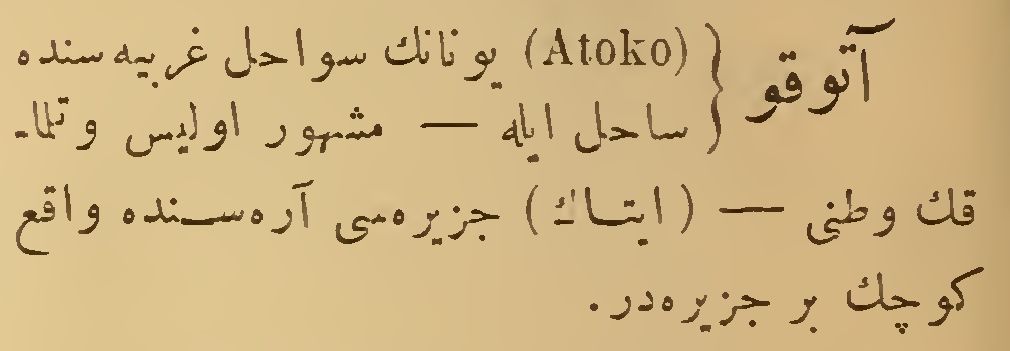 آتوقو { (Atoko) يونانك سواحل غربيه سنده
ساحل ايله — مشهور اوليس و تلما-
قك وطنى — (ايتاك) جزيره‌سى آره‌سنده واقع
كوچك بر جزيره‌در.